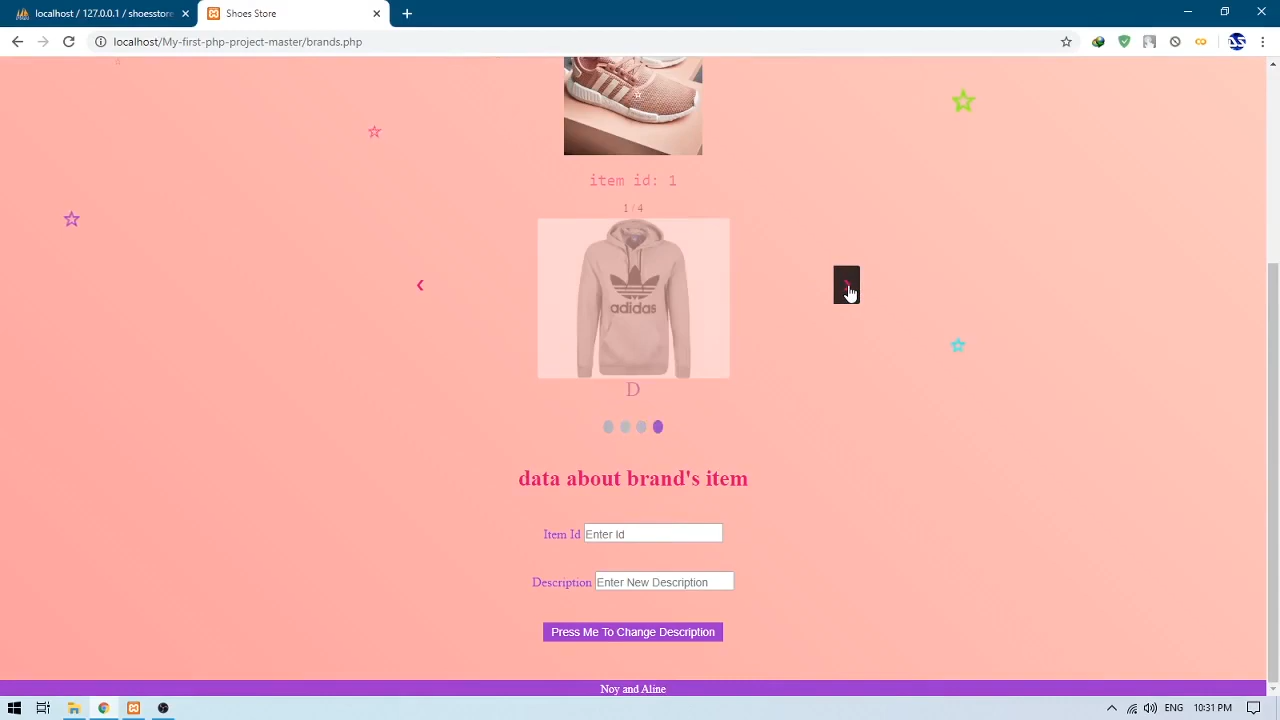 localhost / 127.0.0.1 / shoestore
Shoes Store
localhost/My-first-php-project-master/brands.php
item id: 1
1 / 4
adidas
D
data about brand's item
Item Id Enter Id
Description Enter New Description
Press Me To Change Description
Noy and Aline
ENG 10:31 PM